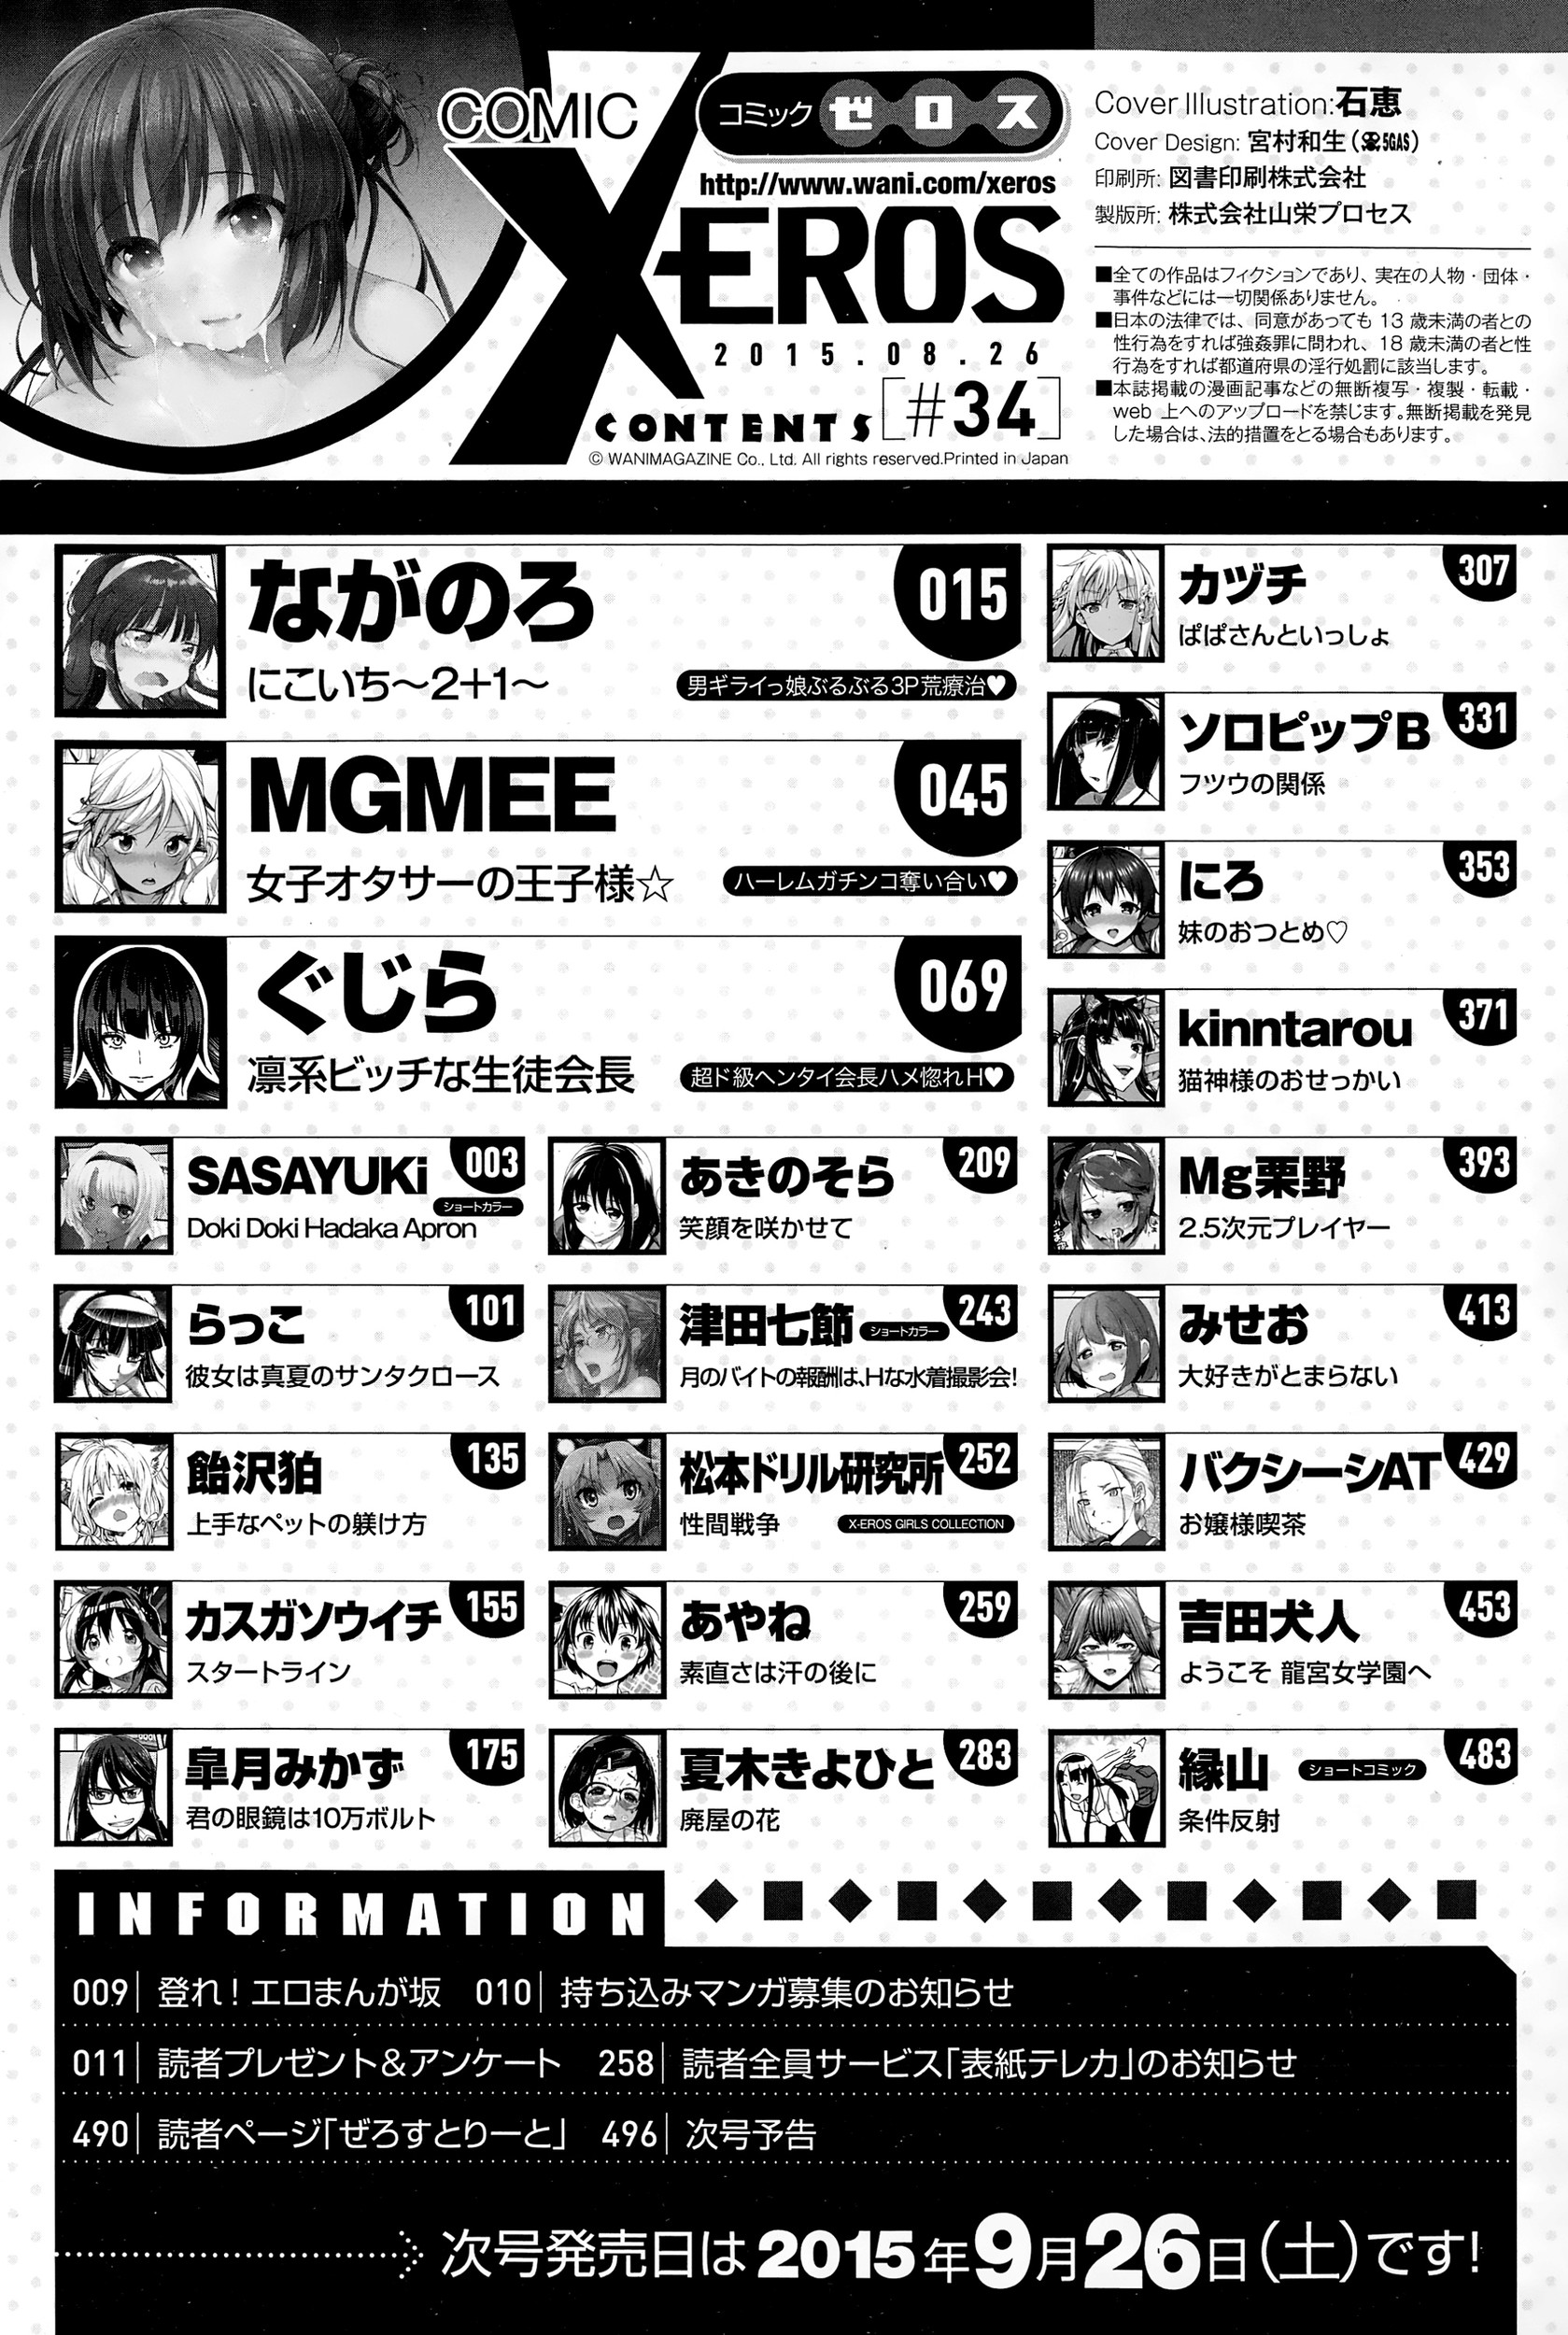 COMIC
コミック ゼロス
http://www.wani.com/xeros
X-EROS
2015.08.26
CONTENTS [#34]
© WANIMAGAZINE Co., Ltd. All rights reserved.Printed in Japan
Cover Illustration:石恵
Cover Design: 宮村和生(5GAS)
印刷所: 図書印刷株式会社
製版所: 株式会社山栄プロセス
■全ての作品はフィクションであり、実在の人物・団体・
事件などには一切関係ありません。
■日本の法律では、同意があっても 13 歳未満の者との
性行為をすれば強姦罪に問われ、18 歳未満の者と性
行為をすれば都道府県の淫行処罰に該当します。
■本誌掲載の漫画記事などの無断複写・複製・転載・
web 上へのアップロードを禁じます。無断掲載を発見
した場合は、法的措置をとる場合もあります。
ながのろ 015
にこいち〜2+1〜 男ギライっ娘ぶるぶる3P荒療治♥
MGMEE 045
女子オタサーの王子様☆ ハーレムガチンコ奪い合い♥
ぐじら 069
凛系ビッチな生徒会長 超ド級ヘンタイ会長ハメ惚れH♥
SASAYUKi 003
ショートカラー
Doki Doki Hadaka Apron
らっこ 101
彼女は真夏のサンタクロース
飴沢狛 135
上手なペットの躾け方
カスガソウイチ 155
スタートライン
皐月みかず 175
君の眼鏡は10万ボルト
あきのそら 209
笑顔を咲かせて
津田七節 ショートカラー 243
月のバイトの報酬は、Hな水着撮影会!
松本ドリル研究所 252
性間戦争 X-EROS GIRLS COLLECTION
あやね 259
素直さは汗の後に
夏木きよひと 283
廃屋の花
カヅチ 307
ぱぱさんといっしょ
ソロピップB 331
フツウの関係
にろ 353
妹のおつとめ♡
kinntarou 371
猫神様のおせっかい
Mg栗野 393
2.5次元プレイヤー
みせお 413
大好きがとまらない
バクシーシAT 429
お嬢様喫茶
吉田犬人 453
ようこそ 龍宮女学園へ
縁山 ショートコミック 483
条件反射
INFORMATION
009 登れ！エロまんが坂 010 持ち込みマンガ募集のお知らせ
011 読者プレゼント＆アンケート 258 読者全員サービス「表紙テレカ」のお知らせ
490 読者ページ「ぜろすとりーと」 496 次号予告
次号発売日は2015年9月26日(土)です!